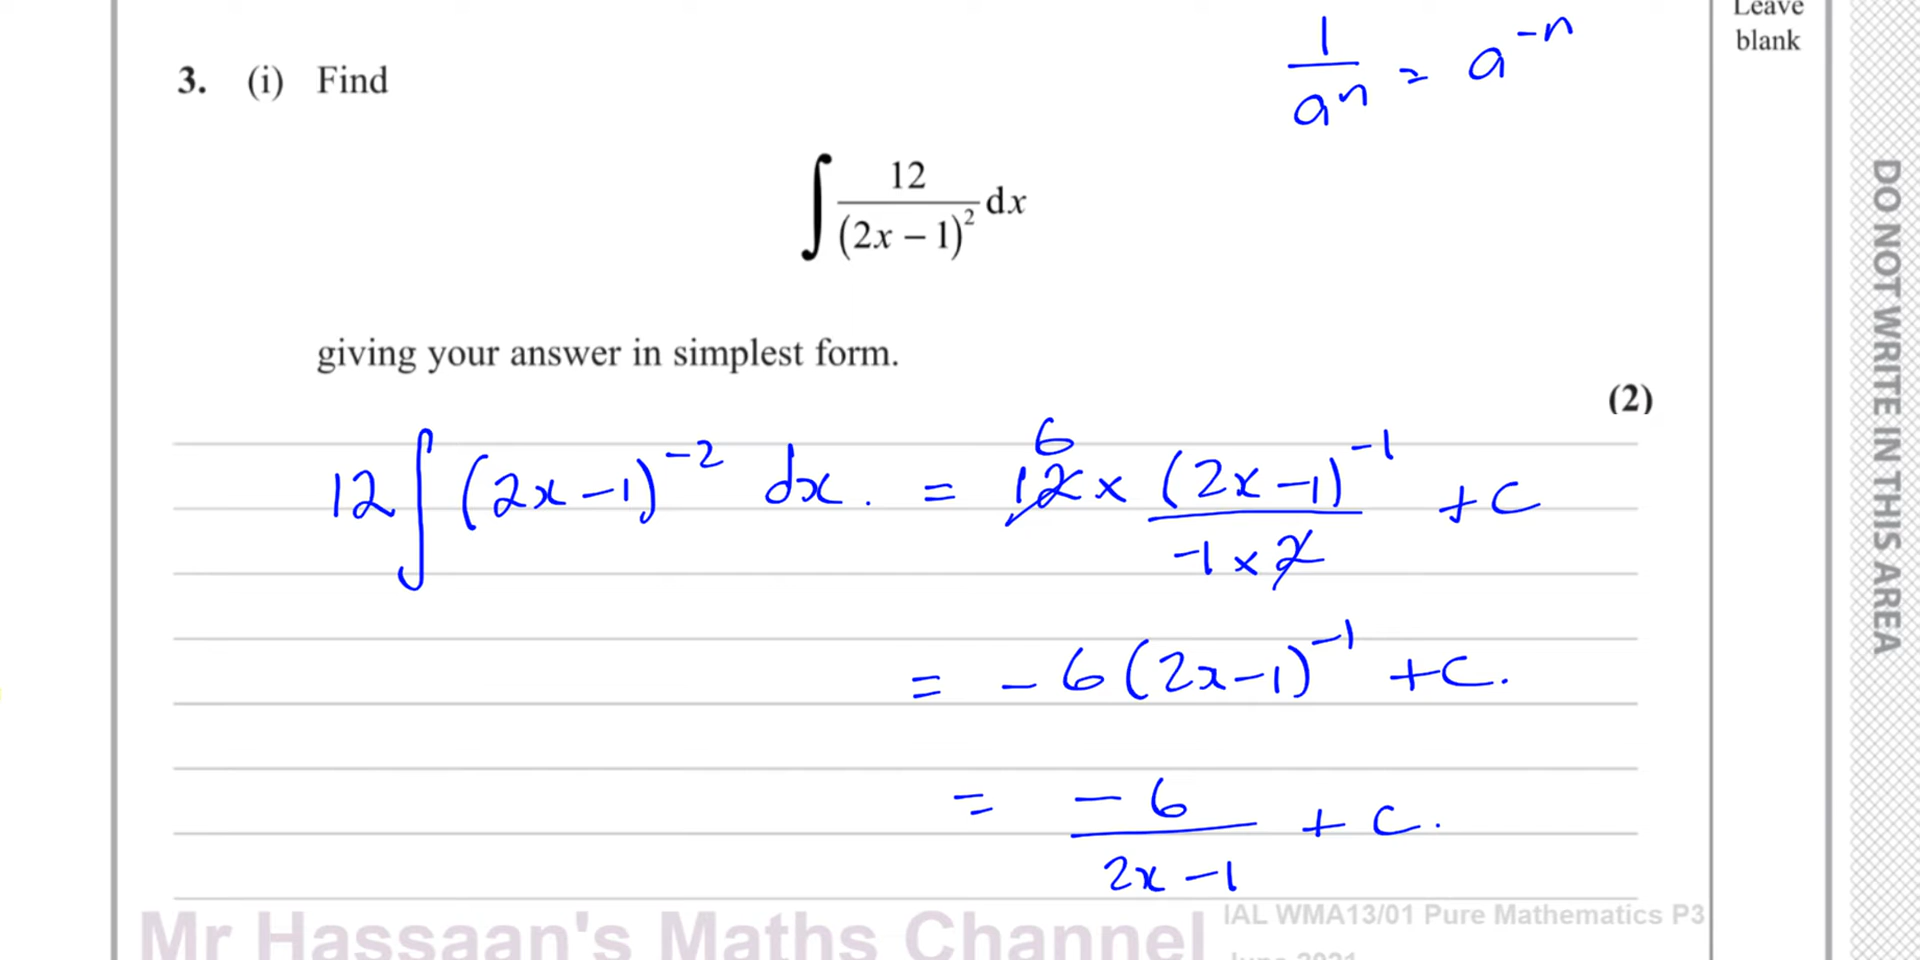 Leave
blank
1/aⁿ = a⁻ⁿ
3. (i) Find
∫ 12/(2x – 1)² dx
giving your answer in simplest form.
(2)
12∫(2x–1)⁻² dx. = 12 6 × (2x–1)⁻¹/(–1×2) + c
= –6(2x–1)⁻¹ + c.
= –6/(2x–1) + c.
Mr Hassaan's Maths Channel
IAL WMA13/01 Pure Mathematics P3
June 2021
DO NOT WRITE IN THIS AREA